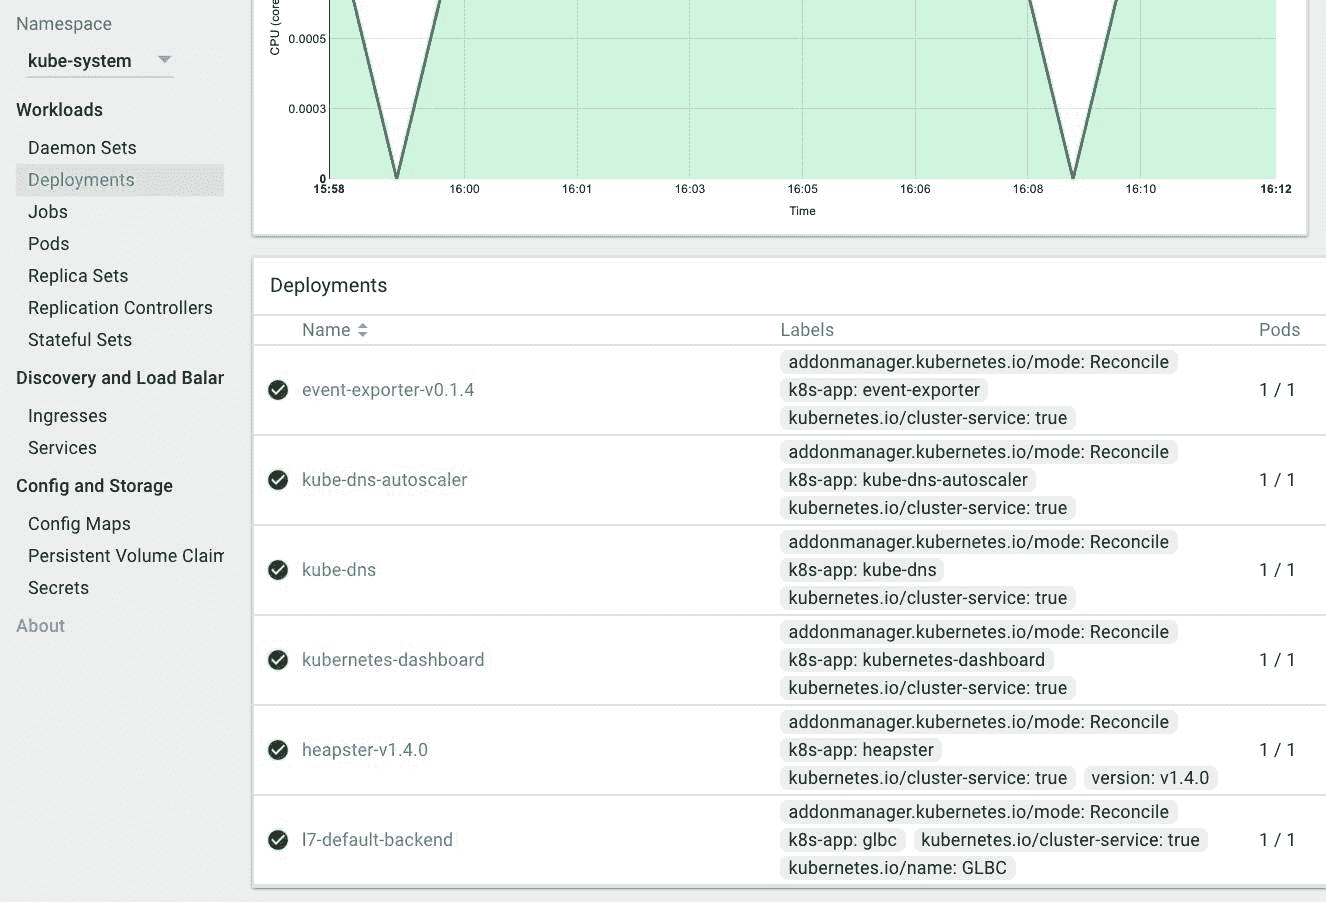 Namespace
kube-system
Workloads
Daemon Sets
Deployments
Jobs
Pods
Replica Sets
Replication Controllers
Stateful Sets
Discovery and Load Balar
Ingresses
Services
Config and Storage
Config Maps
Persistent Volume Claim
Secrets
About
CPU (core
0.0005
0.0003
0
15:58 16:00 16:01 16:03 16:05 16:06 16:08 16:10 16:12
Time
Deployments
Name Labels Pods
addonmanager.kubernetes.io/mode: Reconcile
event-exporter-v0.1.4 k8s-app: event-exporter 1 / 1
kubernetes.io/cluster-service: true
addonmanager.kubernetes.io/mode: Reconcile
kube-dns-autoscaler k8s-app: kube-dns-autoscaler 1 / 1
kubernetes.io/cluster-service: true
addonmanager.kubernetes.io/mode: Reconcile
kube-dns k8s-app: kube-dns 1 / 1
kubernetes.io/cluster-service: true
addonmanager.kubernetes.io/mode: Reconcile
kubernetes-dashboard k8s-app: kubernetes-dashboard 1 / 1
kubernetes.io/cluster-service: true
addonmanager.kubernetes.io/mode: Reconcile
heapster-v1.4.0 k8s-app: heapster 1 / 1
kubernetes.io/cluster-service: true version: v1.4.0
addonmanager.kubernetes.io/mode: Reconcile
l7-default-backend k8s-app: glbc kubernetes.io/cluster-service: true 1 / 1
kubernetes.io/name: GLBC